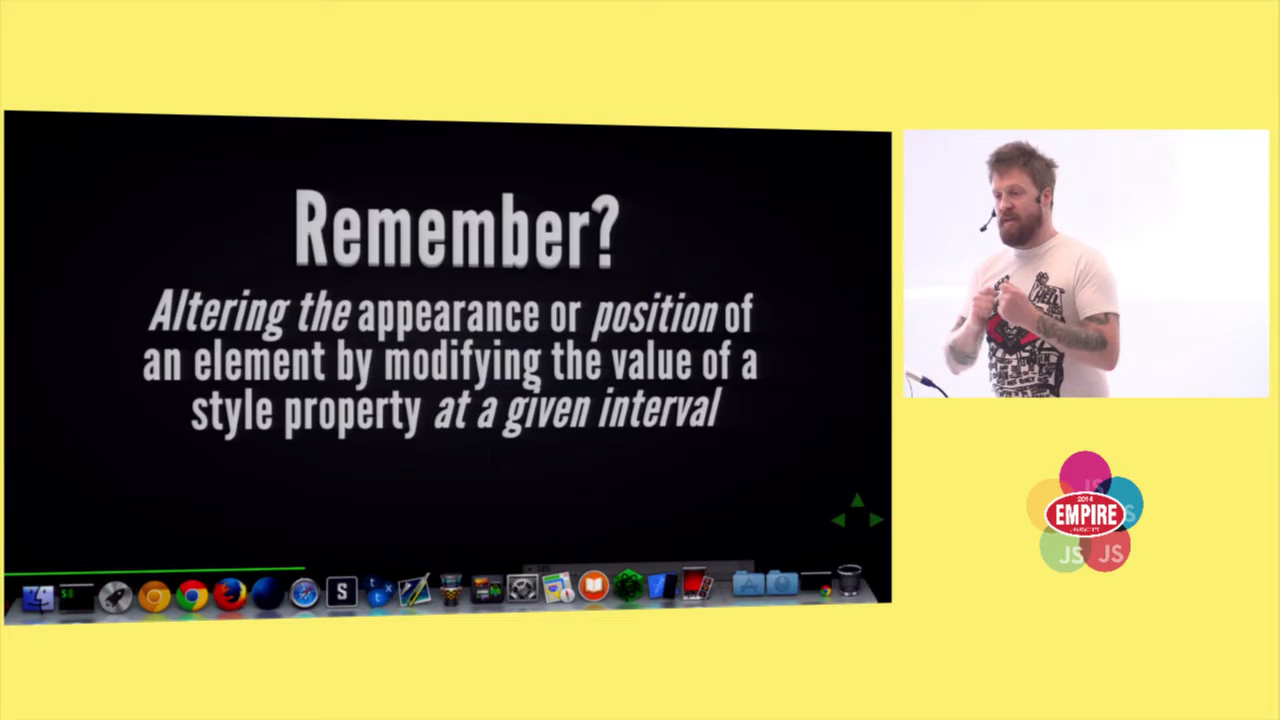 Remember?
Altering the appearance or position of
an element by modifying the value of a
style property at a given interval
S
HELL
JS
S
2014
EMPIRE
JS
JS